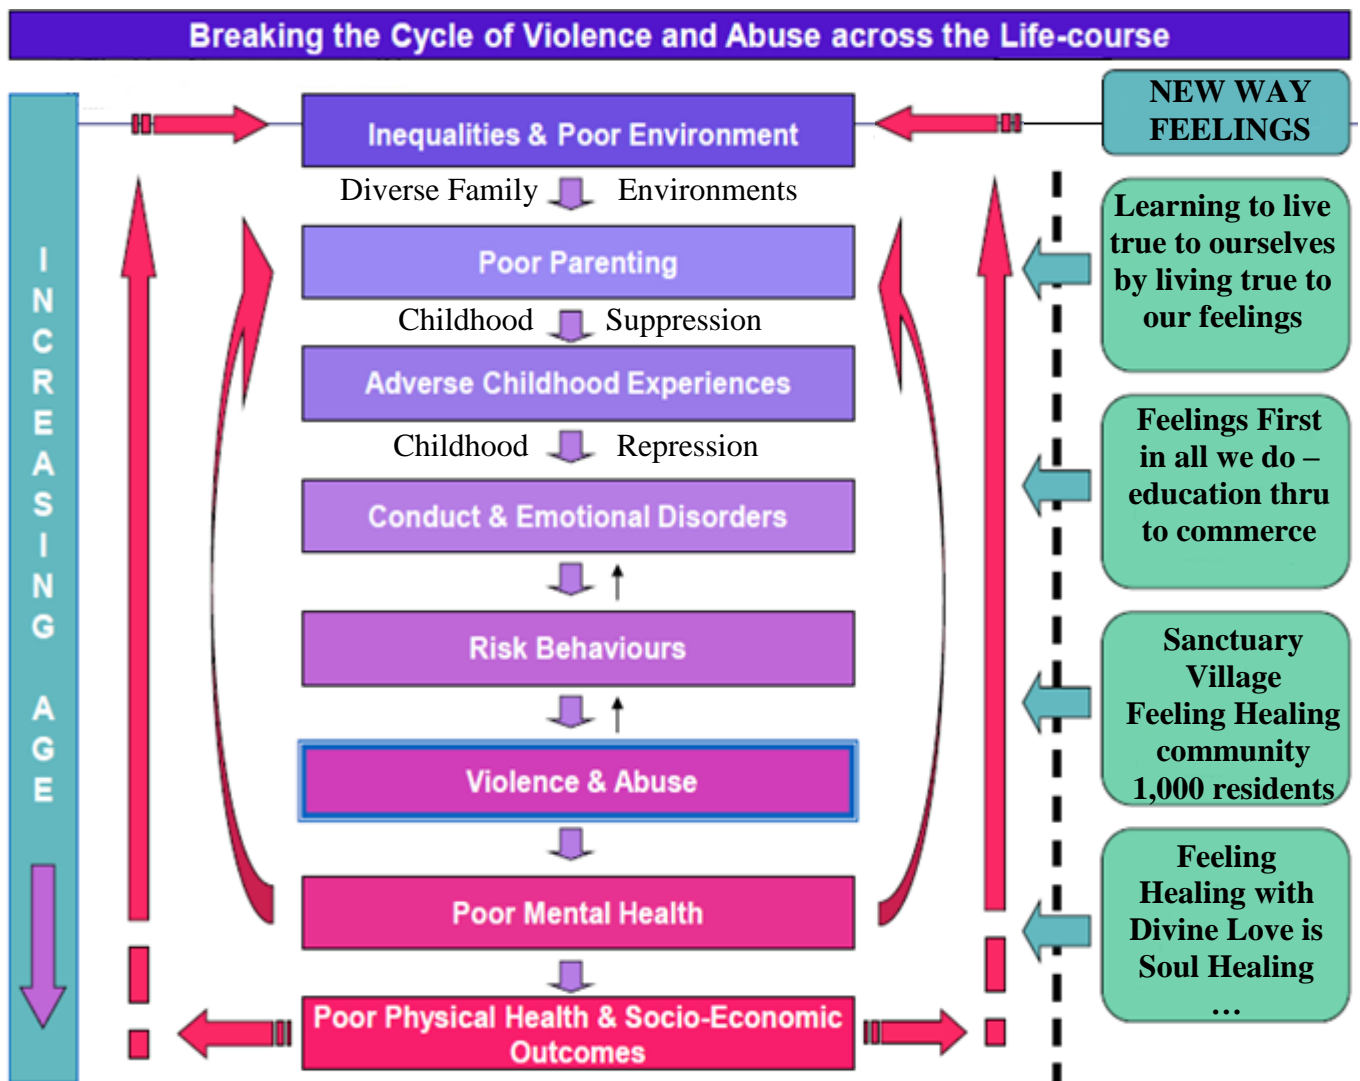 Breaking the Cycle of Violence and Abuse across the Life-course
INCREASING AGE
Inequalities & Poor Environment
Diverse Family Environments
Poor Parenting
Childhood Suppression
Adverse Childhood Experiences
Childhood Repression
Conduct & Emotional Disorders
Risk Behaviours
Violence & Abuse
Poor Mental Health
Poor Physical Health & Socio-Economic
Outcomes
NEW WAY
FEELINGS
Learning to live
true to ourselves
by living true to
our feelings
Feelings First
in all we do –
education thru
to commerce
Sanctuary
Village
Feeling Healing
community
1,000 residents
Feeling
Healing with
Divine Love is
Soul Healing
…